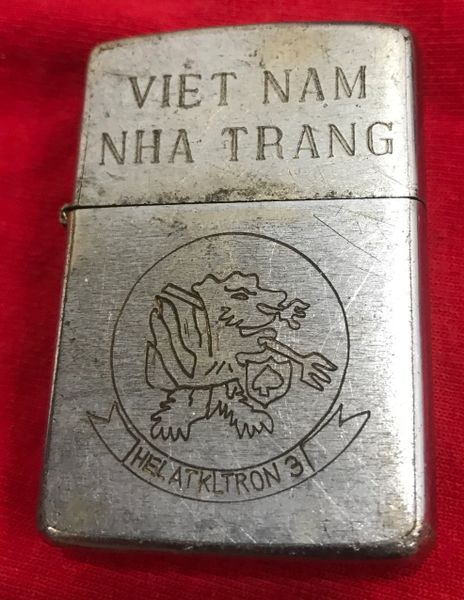 VIET NAM
NHA TRANG
HELATKLTRON 3